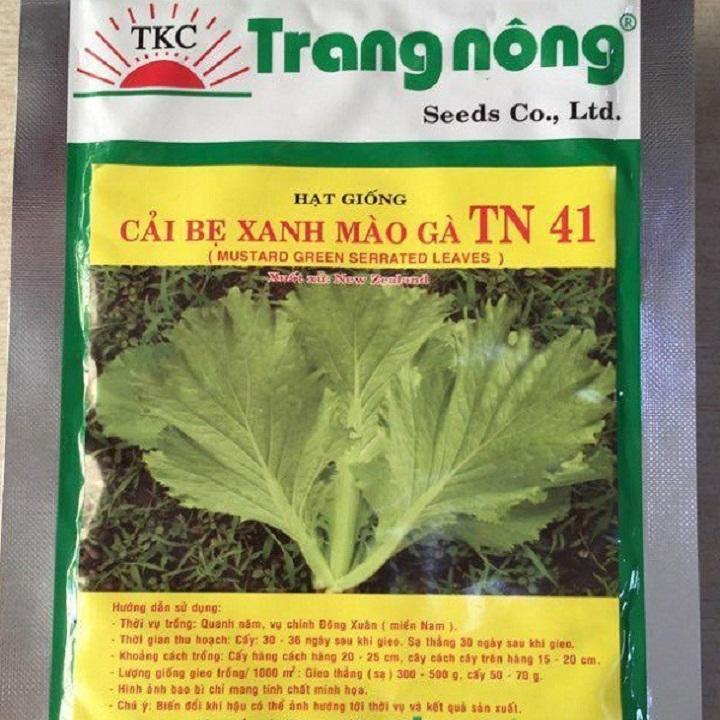 TKC
Trang nông®
Seeds Co., Ltd.
HẠT GIỐNG
CẢI BẸ XANH MÀO GÀ TN 41
( MUSTARD GREEN SERRATED LEAVES )
Xuất xứ: New Zealand
Hướng dẫn sử dụng:
- Thời vụ trồng: Quanh năm, vụ chính Đông Xuân ( miền Nam ).
- Thời gian thu hoạch: Cấy: 30 - 36 ngày sau khi gieo. Sạ thẳng 30 ngày sau khi gieo.
- Khoảng cách trồng: Cấy hàng cách hàng 20 - 25 cm, cây cách cây trên hàng 15 - 20 cm.
- Lượng giống gieo trồng/ 1000 m²: Gieo thẳng ( sạ ) 300 - 500 g, cấy 50 - 70 g.
- Hình ảnh bao bì chỉ mang tính chất minh họa.
- Chú ý: Biến đổi khí hậu có thể ảnh hưởng tới thời vụ và kết quả sản xuất.